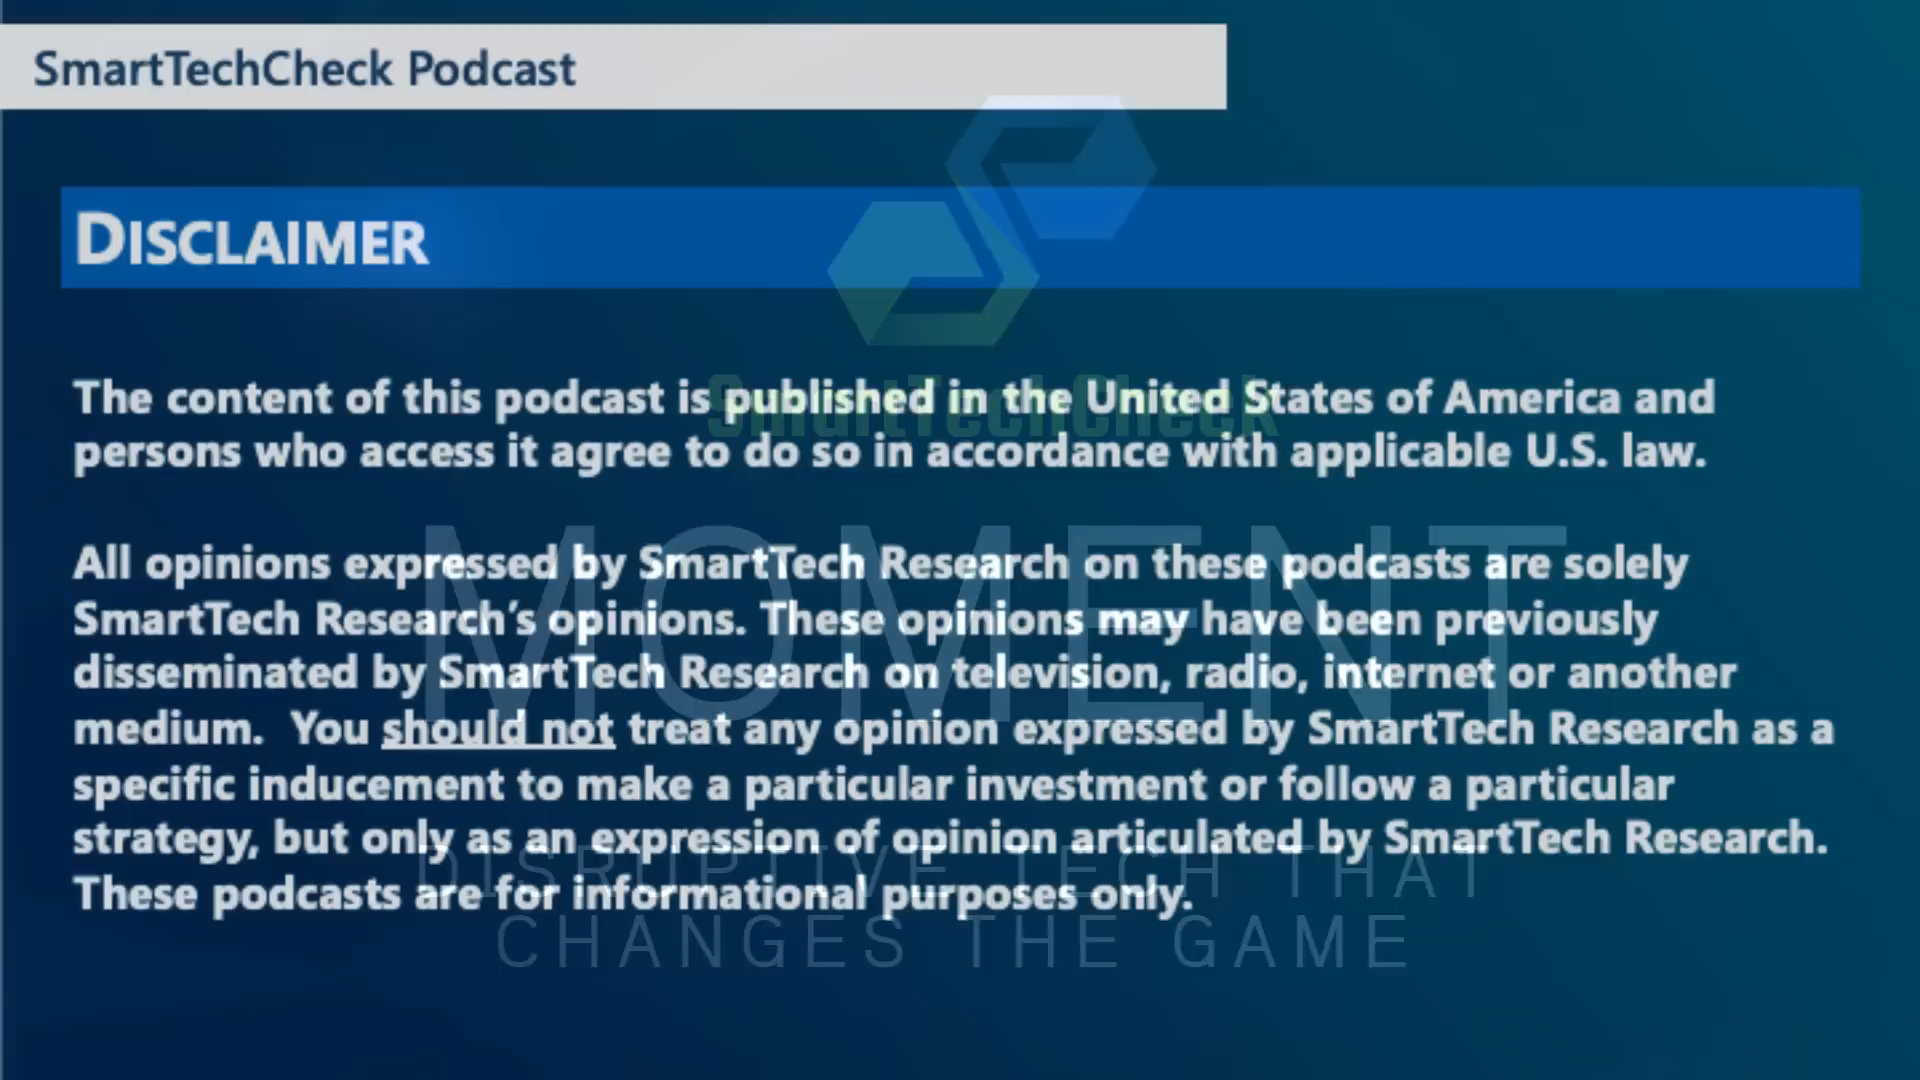 SmartTechCheck Podcast
DISCLAIMER
The content of this podcast is published in the United States of America and
SmartTechCheck
persons who access it agree to do so in accordance with applicable U.S. law.
MOMENT
All opinions expressed by SmartTech Research on these podcasts are solely
SmartTech Research’s opinions. These opinions may have been previously
disseminated by SmartTech Research on television, radio, internet or another
medium.  You should not treat any opinion expressed by SmartTech Research as a
specific inducement to make a particular investment or follow a particular
strategy, but only as an expression of opinion articulated by SmartTech Research.
DISRUPTIVE TECH THAT
These podcasts are for informational purposes only.
CHANGES THE GAME